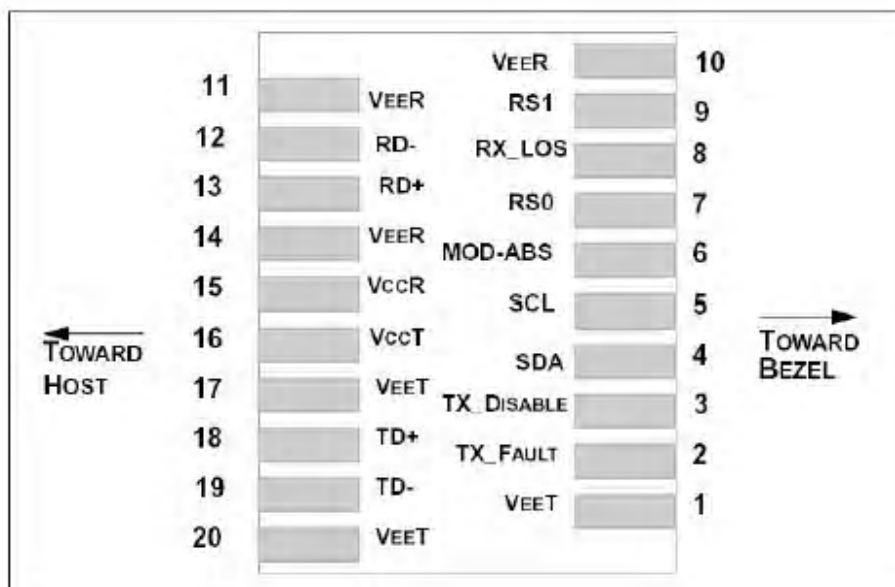 VEER 10
11 VEER
RS1 9
12 RD-
RX_LOS 8
13 RD+
RS0 7
14 VEER
MOD-ABS 6
15 VCCR
SCL 5
16 VCCT
TOWARD HOST
TOWARD BEZEL
SDA 4
17 VEET
TX_DISABLE 3
18 TD+
TX_FAULT 2
19 TD-
VEET 1
20 VEET